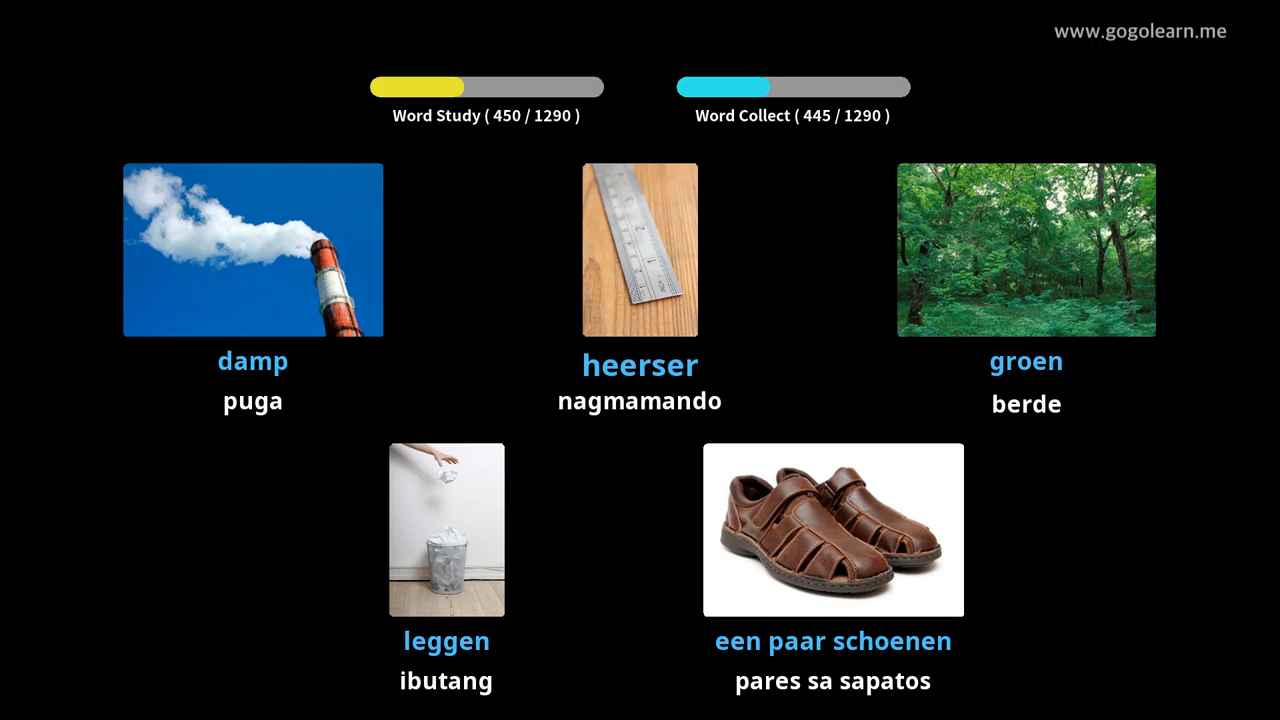 www.gogolearn.me
Word Study ( 450 / 1290 )
Word Collect ( 445 / 1290 )
damp
puga
heerser
nagmamando
groen
berde
leggen
ibutang
een paar schoenen
pares sa sapatos